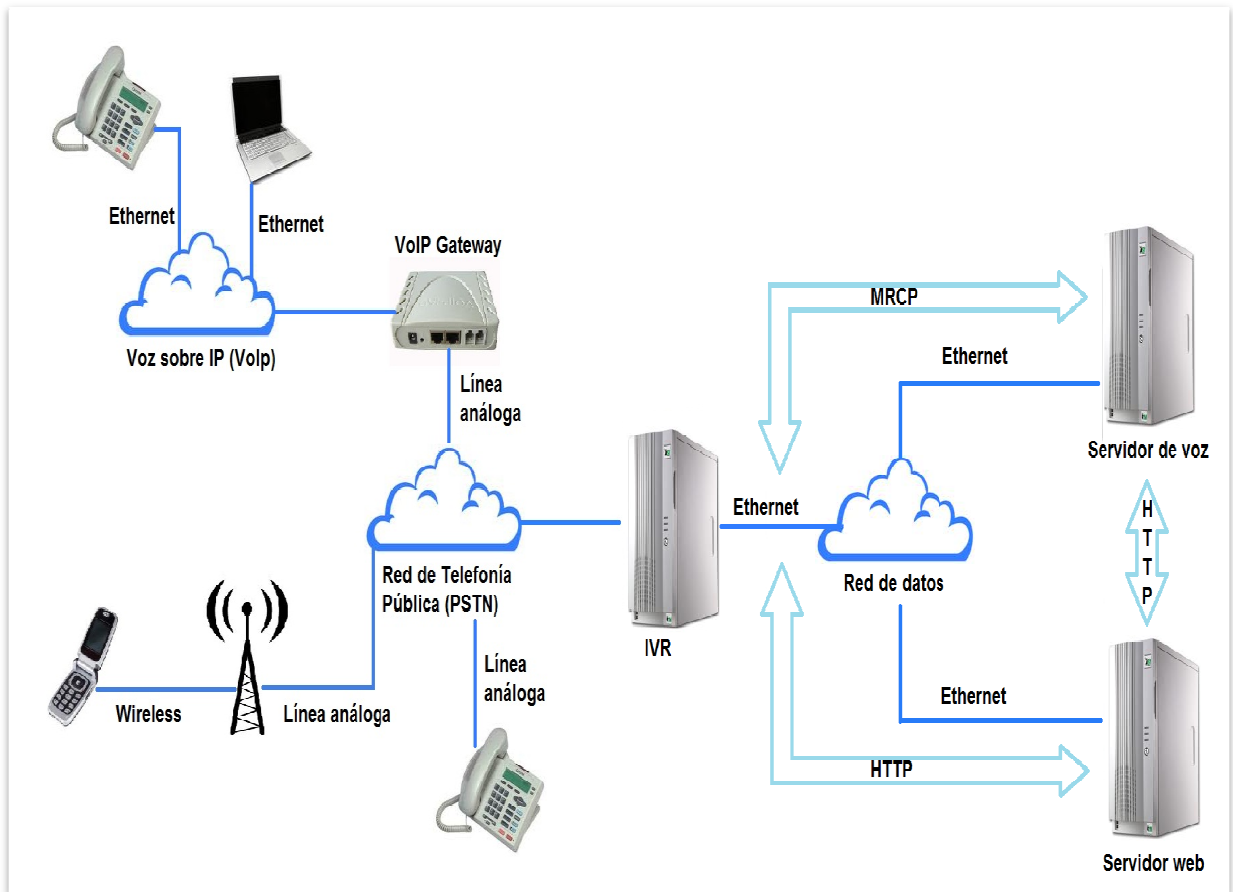 Ethernet
Ethernet
VoIP Gateway
Voz sobre IP (VoIp)
Línea
análoga
MRCP
Ethernet
Servidor de voz
Ethernet
H
T
T
P
Red de Telefonía
Pública (PSTN)
Red de datos
IVR
Línea
análoga
Wireless
Línea análoga
Ethernet
HTTP
Servidor web